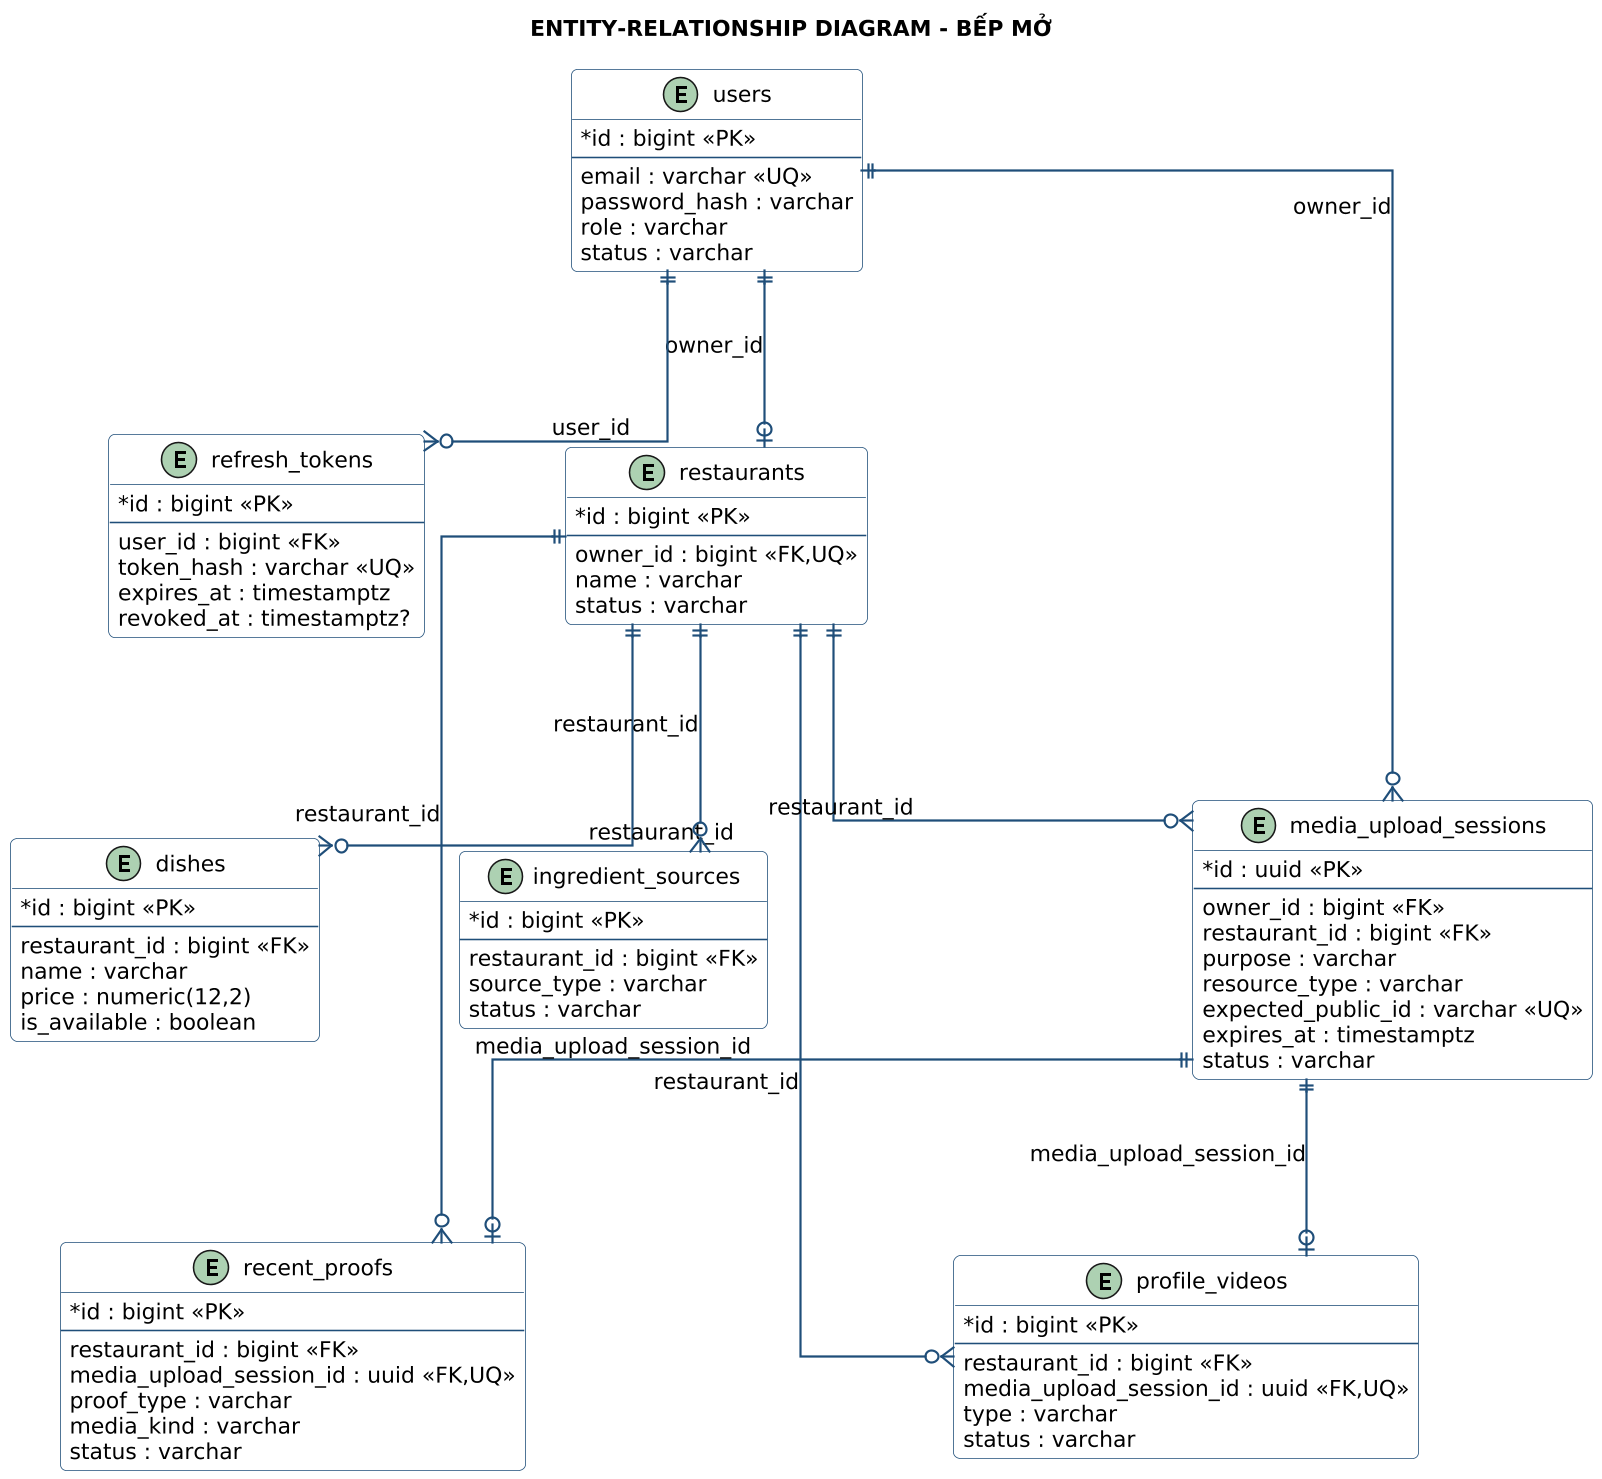 ENTITY-RELATIONSHIP DIAGRAM - BẾP MỞ
E users
*id : bigint «PK»
email : varchar «UQ»
password_hash : varchar
role : varchar
status : varchar
owner_id
owner_id
user_id
E refresh_tokens
*id : bigint «PK»
user_id : bigint «FK»
token_hash : varchar «UQ»
expires_at : timestamptz
revoked_at : timestamptz?
E restaurants
*id : bigint «PK»
owner_id : bigint «FK,UQ»
name : varchar
status : varchar
restaurant_id
restaurant_id
restaurant_id
restaurant_id
E dishes
*id : bigint «PK»
restaurant_id : bigint «FK»
name : varchar
price : numeric(12,2)
is_available : boolean
E ingredient_sources
*id : bigint «PK»
restaurant_id : bigint «FK»
source_type : varchar
status : varchar
E media_upload_sessions
*id : uuid «PK»
owner_id : bigint «FK»
restaurant_id : bigint «FK»
purpose : varchar
resource_type : varchar
expected_public_id : varchar «UQ»
expires_at : timestamptz
status : varchar
media_upload_session_id
restaurant_id
media_upload_session_id
E recent_proofs
*id : bigint «PK»
restaurant_id : bigint «FK»
media_upload_session_id : uuid «FK,UQ»
proof_type : varchar
media_kind : varchar
status : varchar
E profile_videos
*id : bigint «PK»
restaurant_id : bigint «FK»
media_upload_session_id : uuid «FK,UQ»
type : varchar
status : varchar